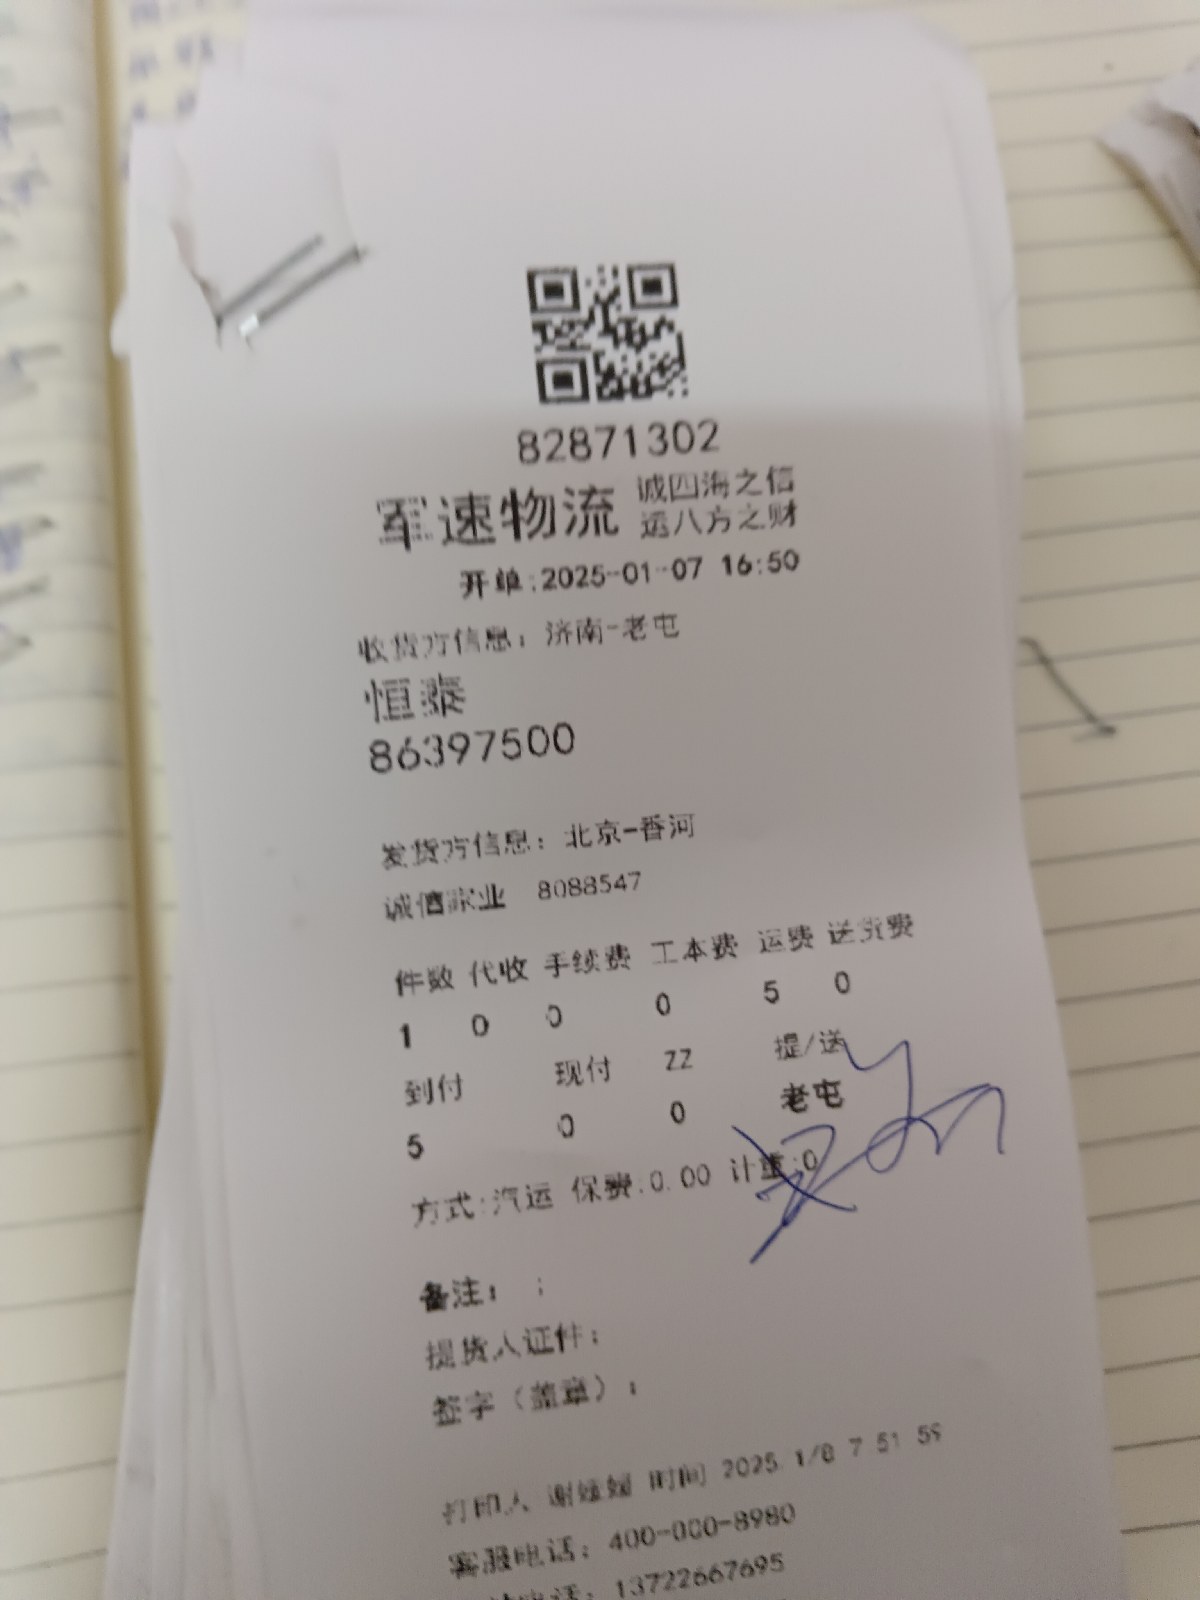 82871302
军速物流 诚四海之信
运八方之财
开单:2025-01-07 16:50
收货方信息: 济南-老屯
恒泰
86397500
发货方信息: 北京-香河
诚信家业 8088547
件数 代收 手续费 工本费 运费 送货费
1 0 0 0 5 0
到付 现付 ZZ 提/送
5 0 0 老屯
方式:汽运 保费:0.00 计重:0
备注: ;
提货人证件:
签字（盖章）:
打印人 谢媛媛 时间 2025 1/8 7 51 59
客服电话: 400-000-8980
电话: 13722667695